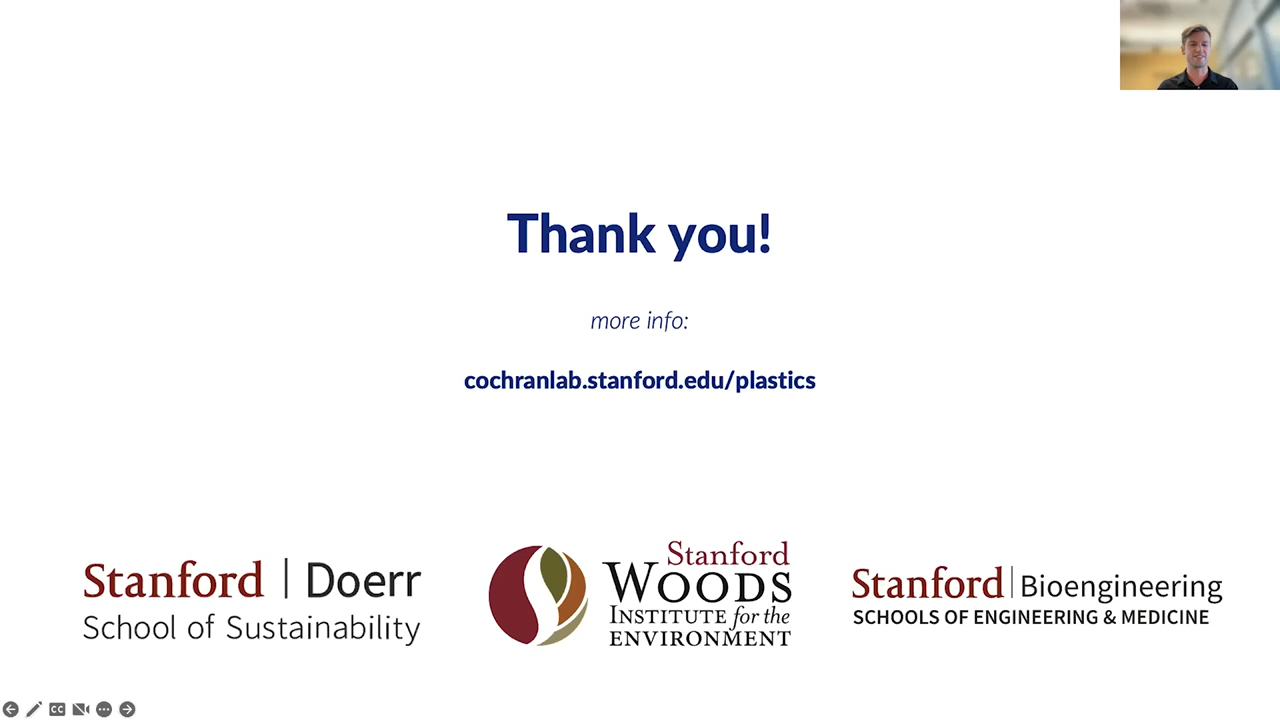 Thank you!
more info:
cochranlab.stanford.edu/plastics
Stanford | Doerr
School of Sustainability
Stanford
WOODS
INSTITUTE for the
ENVIRONMENT
Stanford | Bioengineering
SCHOOLS OF ENGINEERING & MEDICINE
CC